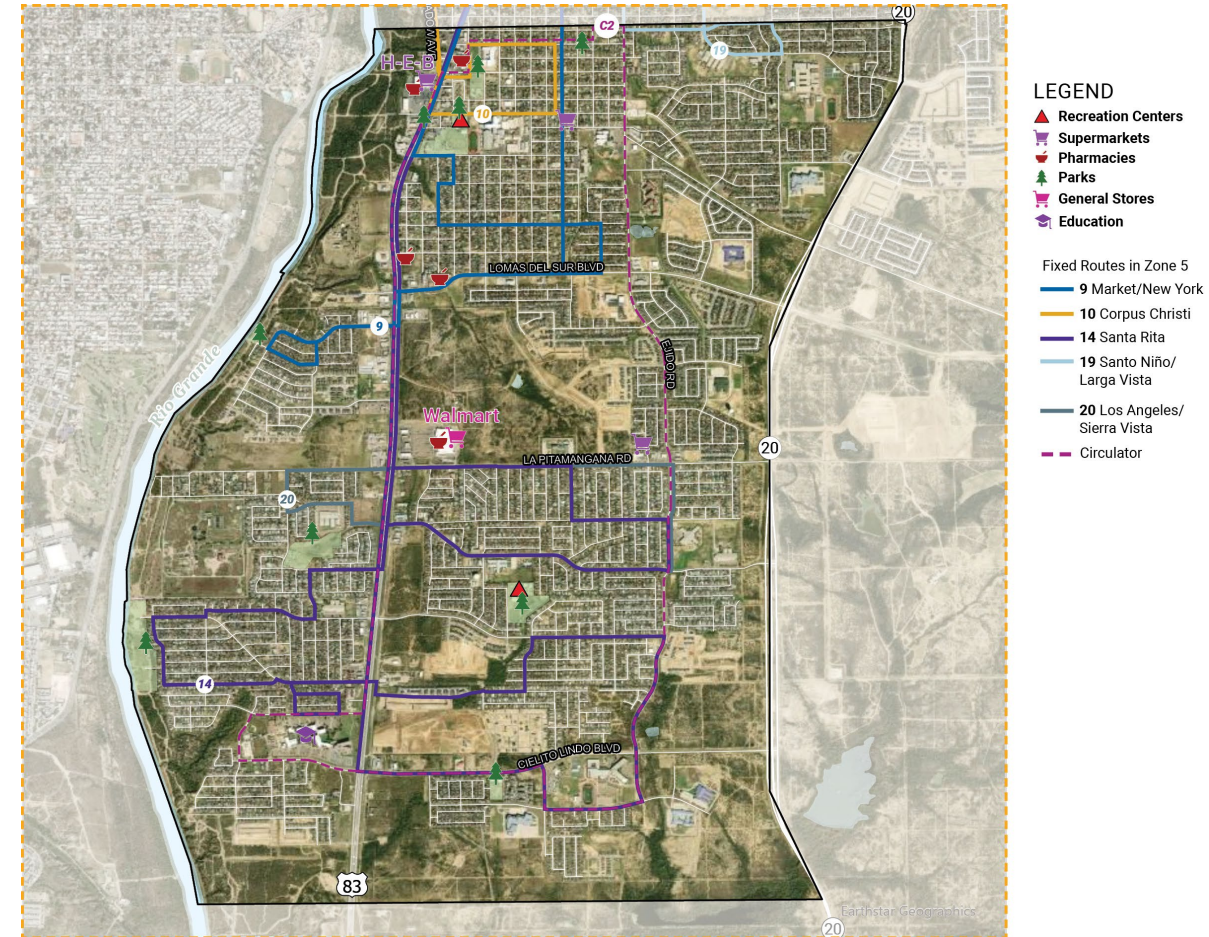 20
C2
ADON AVE
19
H-E-B
10
LOMAS DEL SUR BLVD
9
EJIDO RD
Rio Grande
Walmart
20
LA PITAMANGANA RD
20
14
CIELITO LINDO BLVD
83
Earthstar Geographics
20
LEGEND
Recreation Centers
Supermarkets
Pharmacies
Parks
General Stores
Education
Fixed Routes in Zone 5
9 Market/New York
10 Corpus Christi
14 Santa Rita
19 Santo Niño/
Larga Vista
20 Los Angeles/
Sierra Vista
Circulator